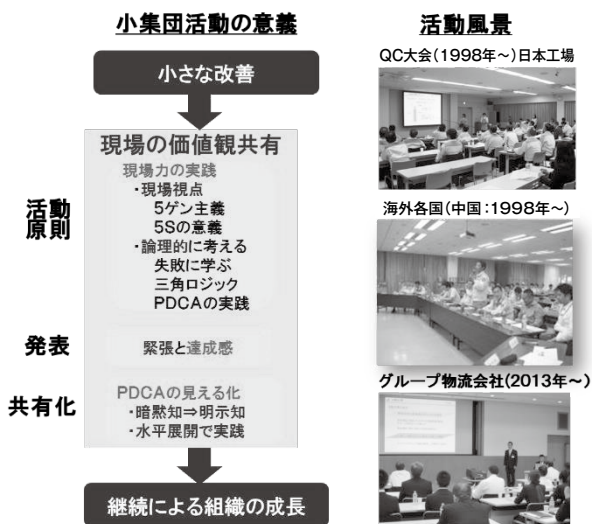 小集団活動の意義
小さな改善
現場の価値観共有
現場力の実践
・現場視点
5ゲン主義
5Sの意義
・論理的に考える
失敗に学ぶ
三角ロジック
PDCAの実践
活動
原則
発表
緊張と達成感
共有化
PDCAの見える化
・暗黙知⇒明示知
・水平展開で実践
継続による組織の成長
活動風景
QC大会(1998年～)日本工場
海外各国(中国:1998年～)
グループ物流会社(2013年～)